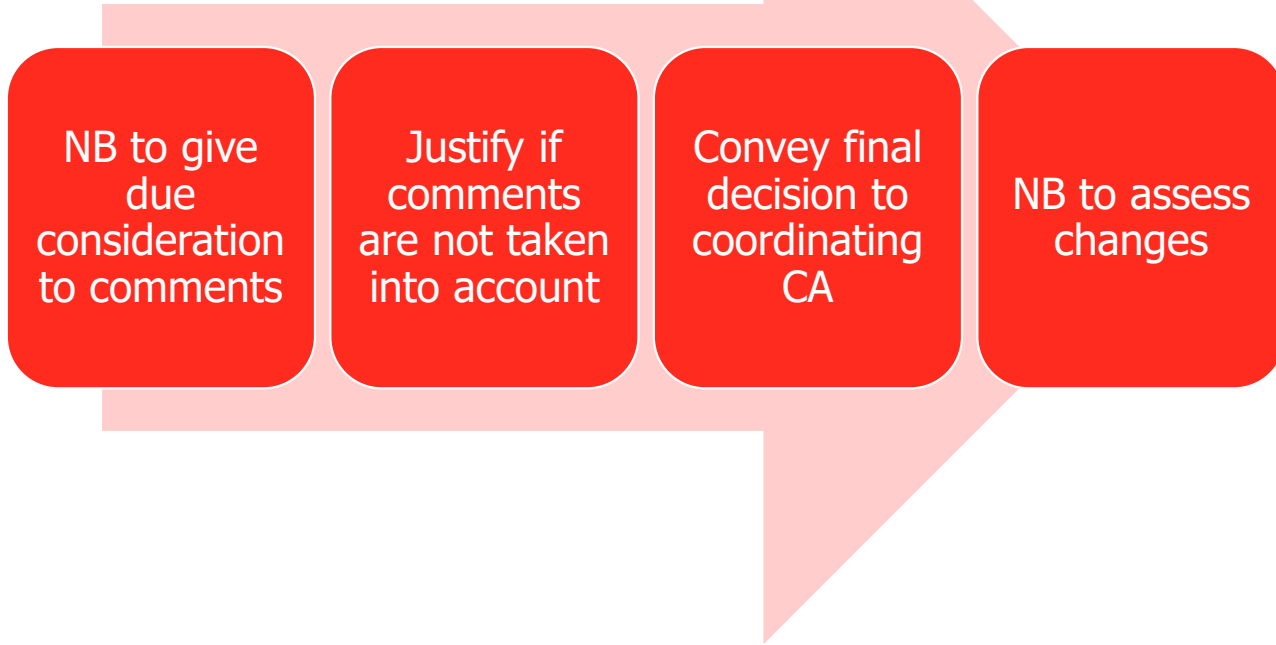 NB to give
due
consideration
to comments
Justify if
comments
are not taken
into account
Convey final
decision to
coordinating
CA
NB to assess
changes